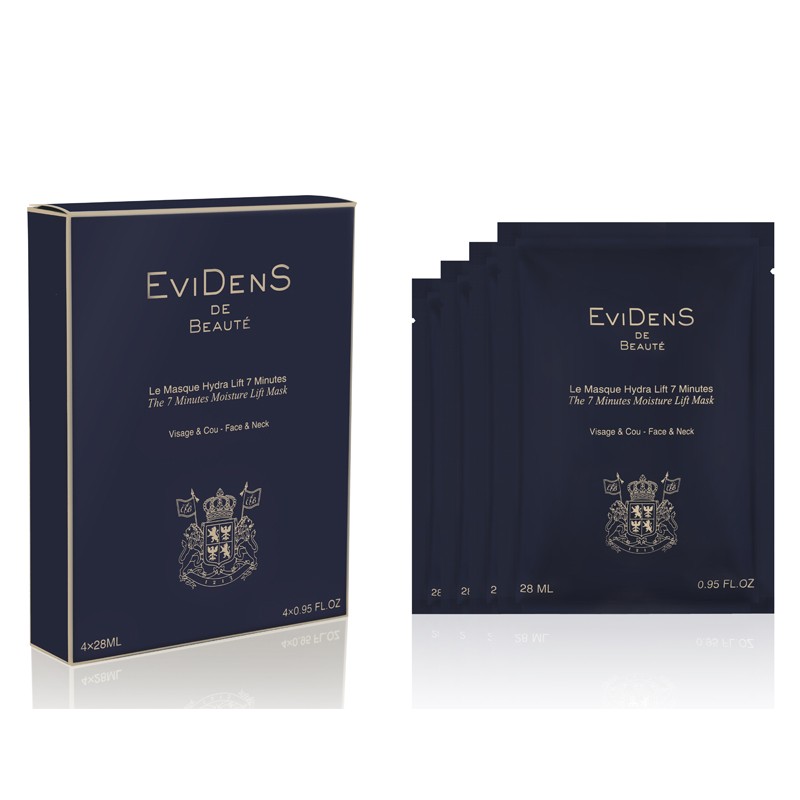 EVIDENS
DE
BEAUTÉ
Le Masque Hydra Lift 7 Minutes
The 7 Minutes Moisture Lift Mask
Visage & Cou - Face & Neck
4×28ML
4×0.95 FL.OZ
EVIDENS
DE
BEAUTÉ
Le Masque Hydra Lift 7 Minutes
The 7 Minutes Moisture Lift Mask
Visage & Cou - Face & Neck
28
2
28 ML
0.95 FL.OZ